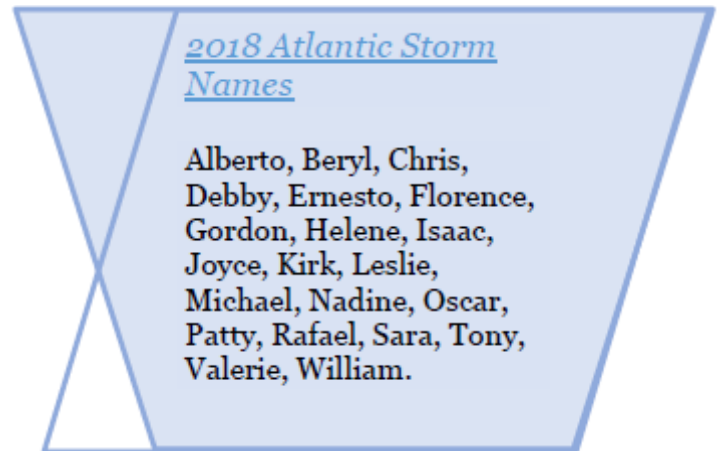 2018 Atlantic Storm
Names
Alberto, Beryl, Chris,
Debby, Ernesto, Florence,
Gordon, Helene, Isaac,
Joyce, Kirk, Leslie,
Michael, Nadine, Oscar,
Patty, Rafael, Sara, Tony,
Valerie, William.